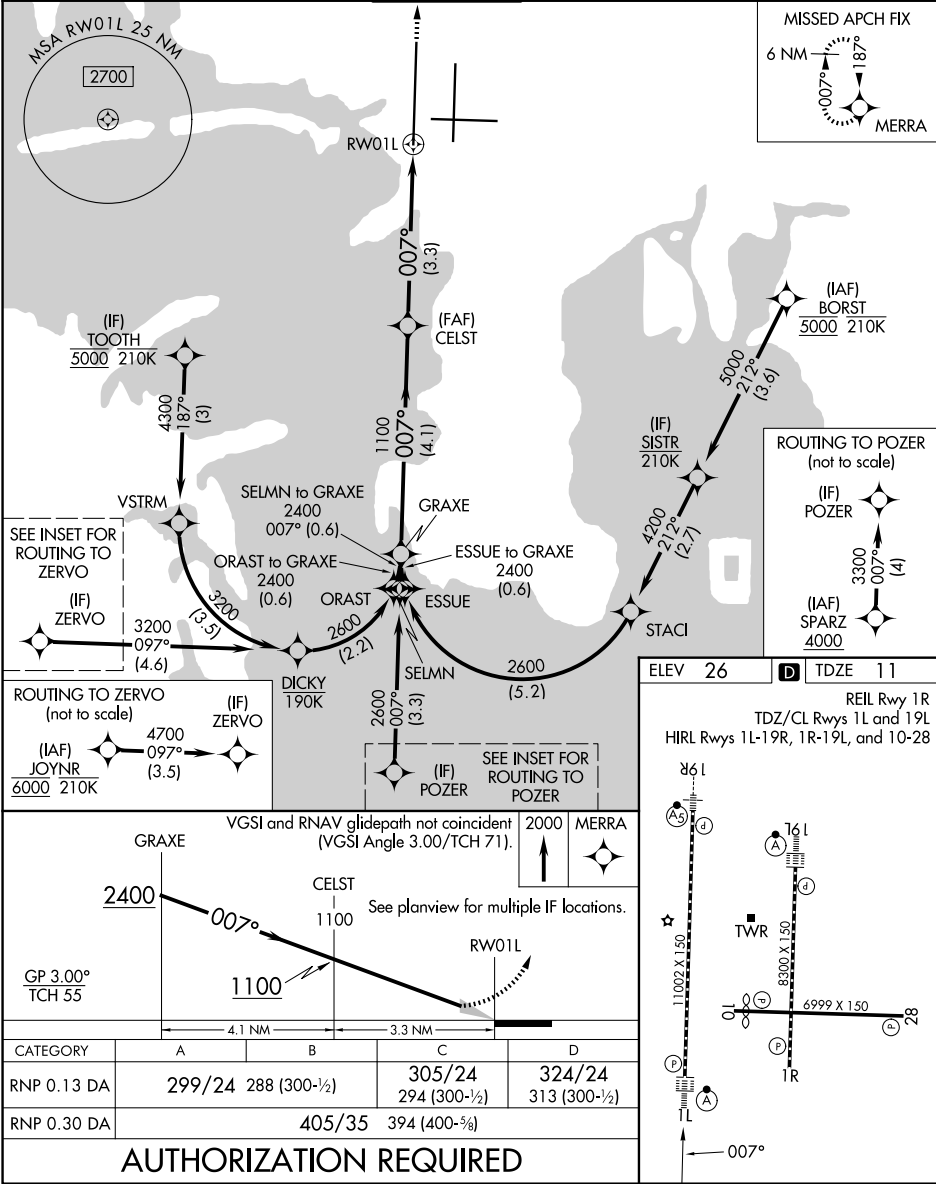 MSA RW01L 25 NM
2700
MISSED APCH FIX
6 NM
007°
187°
MERRA
RW01L
007°
(3.3)
(IF)
TOOTH
5000 210K
(FAF)
CELST
(IAF)
BORST
5000 210K
5000
212°
(3.6)
4300
187°
(3)
1100
007°
(4.1)
(IF)
SISTR
210K
ROUTING TO POZER
(not to scale)
(IF)
POZER
3300
007°
(4)
(IAF)
SPARZ
4000
VSTRM
SELMN to GRAXE
2400
007° (0.6)
GRAXE
4200
212°
(2.7)
SEE INSET FOR
ROUTING TO
ZERVO
(IF)
ZERVO
ORAST to GRAXE
2400
(0.6)
ESSUE to GRAXE
2400
(0.6)
ORAST
ESSUE
STACI
3200
(3.5)
3200
097°
(4.6)
2600
(2.2)
SELMN
2600
(5.2)
DICKY
190K
2600
007°
(3.3)
ROUTING TO ZERVO
(not to scale)
(IAF)
JOYNR
6000 210K
4700
097°
(3.5)
(IF)
ZERVO
(IF)
POZER
SEE INSET FOR
ROUTING TO
POZER
ELEV 26
D
TDZE 11
REIL Rwy 1R
TDZ/CL Rwys 1L and 19L
HIRL Rwys 1L-19R, 1R-19L, and 10-28
19R
A5
P
A
19L
P
TWR
11002 X 150
8300 X 150
10
P
6999 X 150
P
28
P
P
1R
A
1L
007°
VGSI and RNAV glidepath not coincident
(VGSI Angle 3.00/TCH 71).
2000
MERRA
GRAXE
2400
007°
CELST
1100
See planview for multiple IF locations.
RW01L
1100
GP 3.00°
TCH 55
4.1 NM
3.3 NM
CATEGORY A B C D
RNP 0.13 DA 299/24 288 (300-½) 305/24 294 (300-½) 324/24 313 (300-½)
RNP 0.30 DA 405/35 394 (400-⅝)
AUTHORIZATION REQUIRED